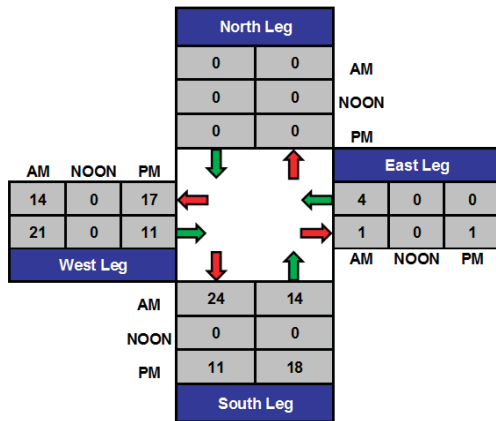 North Leg
0 0 AM
0 0 NOON
0 0 PM
AM NOON PM East Leg
14 0 17 4 0 0
21 0 11 1 0 1
West Leg AM NOON PM
AM 24 14
NOON 0 0
PM 11 18
South Leg